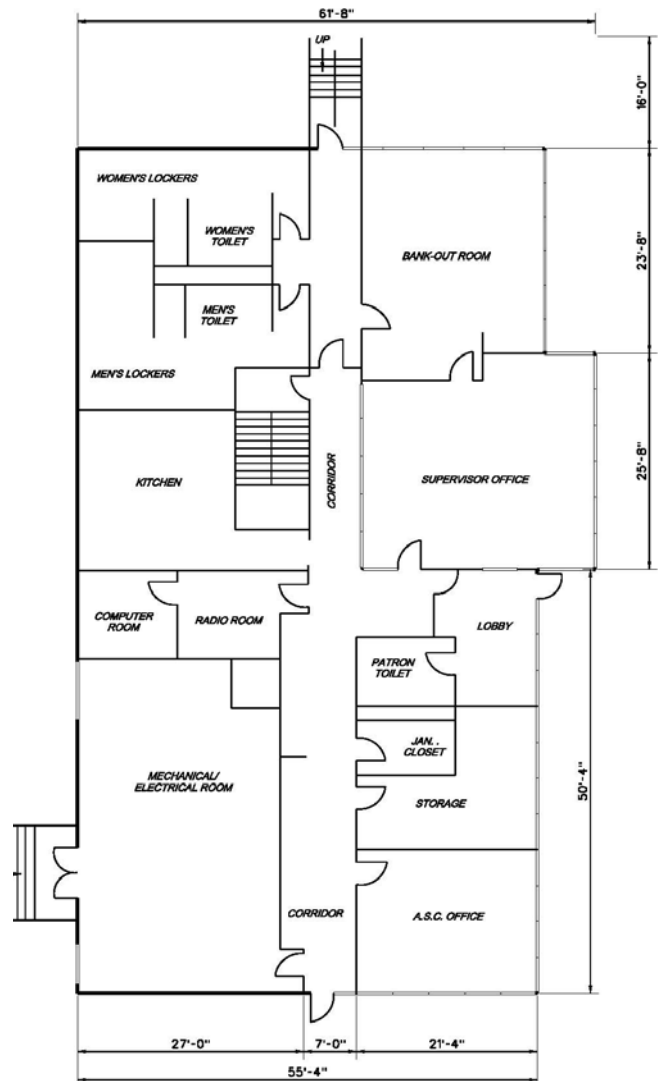 61'-8"
UP
16'-0"
WOMEN'S LOCKERS
WOMEN'S
TOILET
BANK-OUT ROOM
23'-8"
MEN'S
TOILET
MEN'S LOCKERS
KITCHEN
CORRIDOR
SUPERVISOR OFFICE
25'-8"
COMPUTER
ROOM
RADIO ROOM
LOBBY
PATRON
TOILET
JAN. .
CLOSET
MECHANICAL/
ELECTRICAL ROOM
STORAGE
50'-4"
CORRIDOR
A.S.C. OFFICE
27'-0"
7'-0"
21'-4"
55'-4"